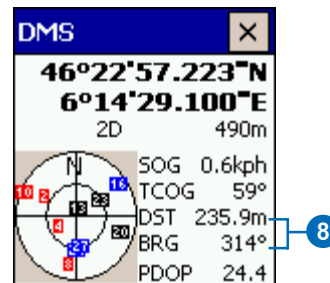 DMS
46°22'57.223"N
6°14'29.100"E
2D 490m
N
SOG 0.6kph
10 2 16
TCOG 59°
23
13
DST 235.9m
4 20
8
27
BRG 314°
8
PDOP 24.4